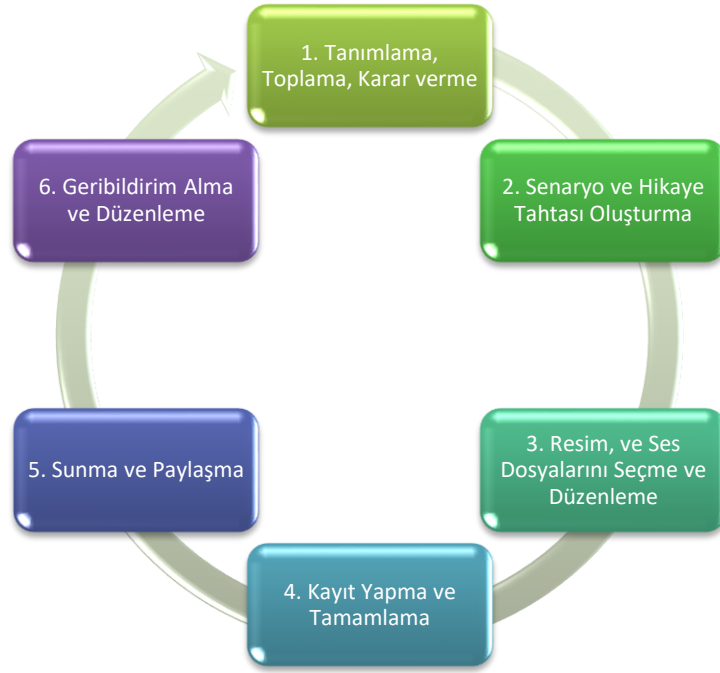 1. Tanımlama,
Toplama, Karar verme
2. Senaryo ve Hikaye
Tahtası Oluşturma
3. Resim, ve Ses
Dosyalarını Seçme ve
Düzenleme
4. Kayıt Yapma ve
Tamamlama
5. Sunma ve Paylaşma
6. Geribildirim Alma
ve Düzenleme